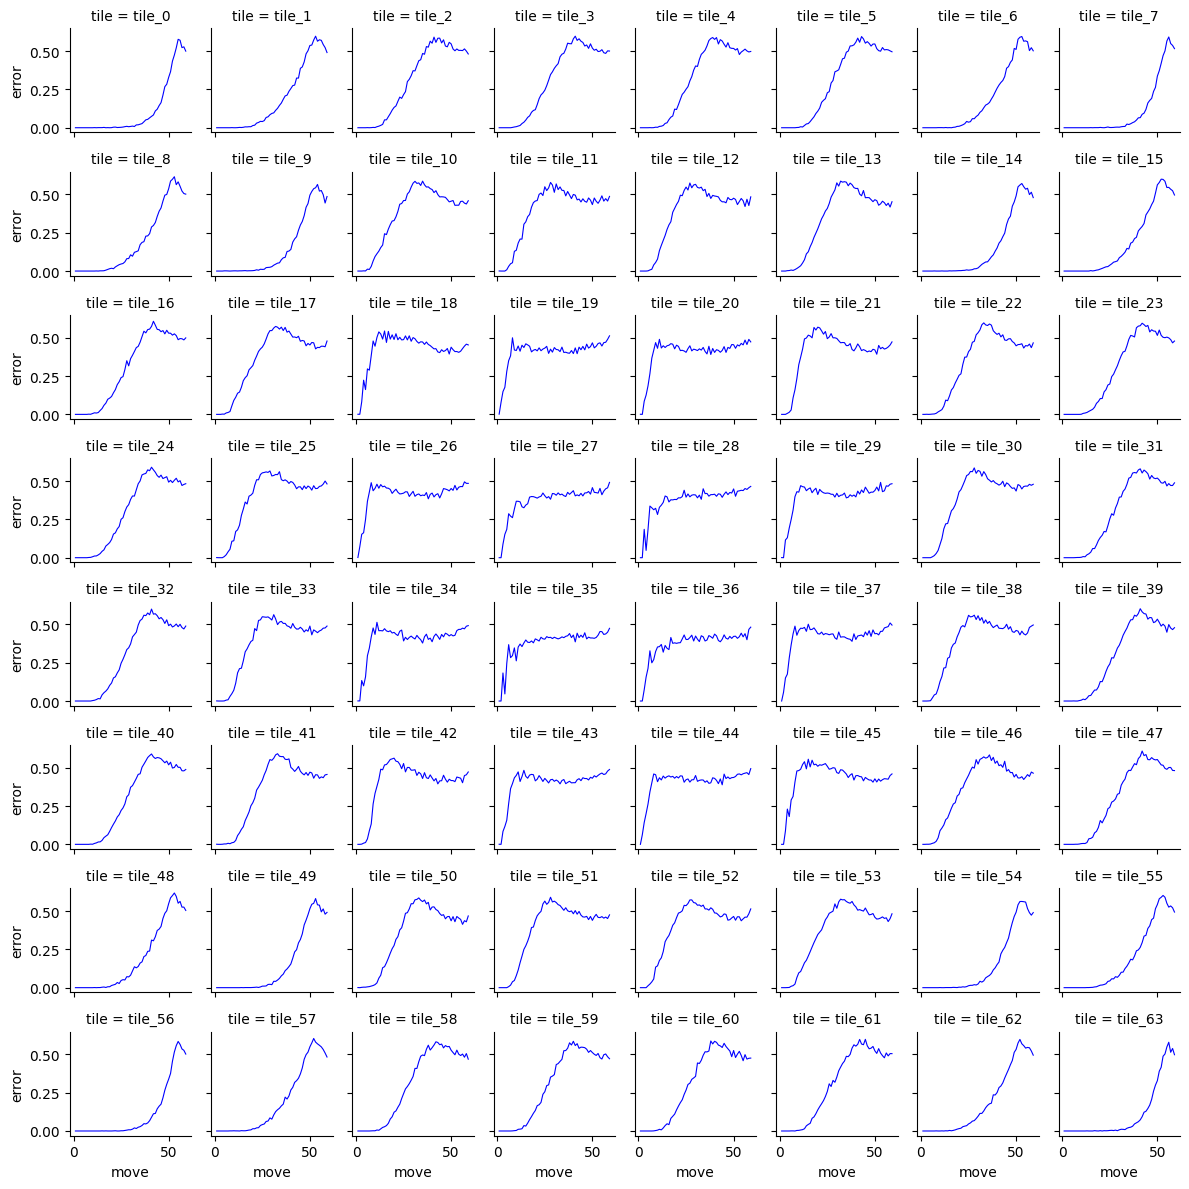 tile = tile_0 tile = tile_1 tile = tile_2 tile = tile_3 tile = tile_4 tile = tile_5 tile = tile_6 tile = tile_7
0.50
0.25
0.00
error
tile = tile_8 tile = tile_9 tile = tile_10 tile = tile_11 tile = tile_12 tile = tile_13 tile = tile_14 tile = tile_15
0.50
0.25
0.00
error
tile = tile_16 tile = tile_17 tile = tile_18 tile = tile_19 tile = tile_20 tile = tile_21 tile = tile_22 tile = tile_23
0.50
0.25
0.00
error
tile = tile_24 tile = tile_25 tile = tile_26 tile = tile_27 tile = tile_28 tile = tile_29 tile = tile_30 tile = tile_31
0.50
0.25
0.00
error
tile = tile_32 tile = tile_33 tile = tile_34 tile = tile_35 tile = tile_36 tile = tile_37 tile = tile_38 tile = tile_39
0.50
0.25
0.00
error
tile = tile_40 tile = tile_41 tile = tile_42 tile = tile_43 tile = tile_44 tile = tile_45 tile = tile_46 tile = tile_47
0.50
0.25
0.00
error
tile = tile_48 tile = tile_49 tile = tile_50 tile = tile_51 tile = tile_52 tile = tile_53 tile = tile_54 tile = tile_55
0.50
0.25
0.00
error
tile = tile_56 tile = tile_57 tile = tile_58 tile = tile_59 tile = tile_60 tile = tile_61 tile = tile_62 tile = tile_63
0.50
0.25
0.00
error
0 50 0 50 0 50 0 50 0 50 0 50 0 50 0 50
move move move move move move move move